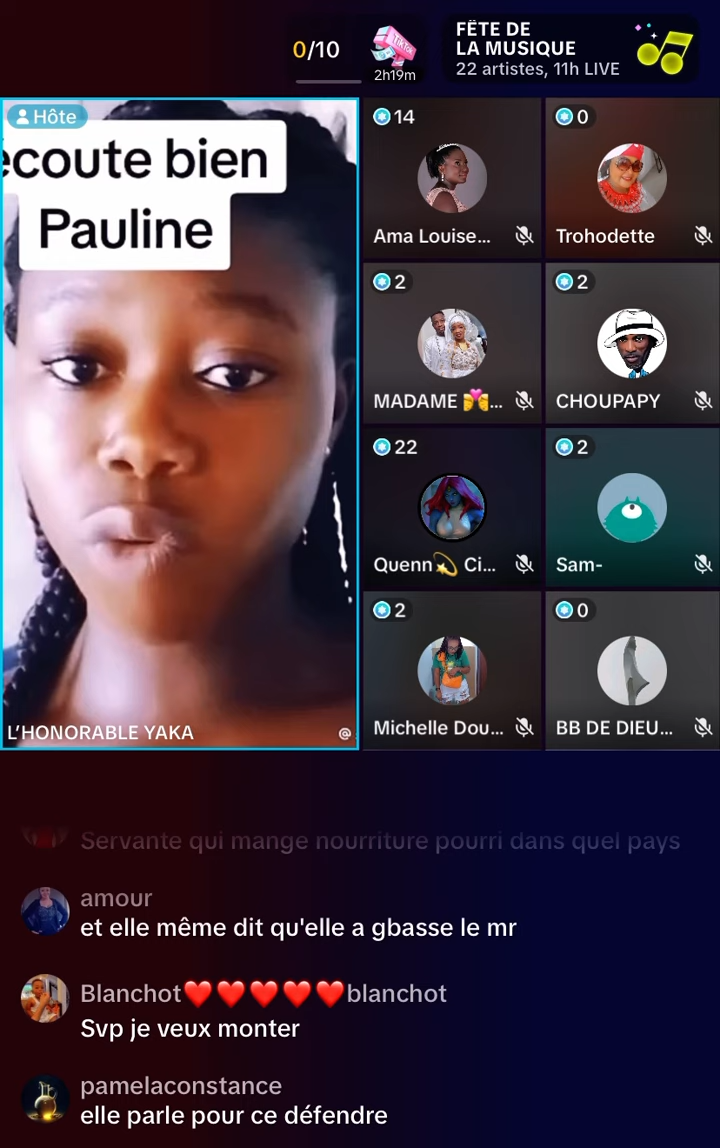 0/10
TikTok
2h19m
FÊTE DE
LA MUSIQUE
22 artistes, 11h LIVE
Hôte
écoute bien
Pauline
L'HONORABLE YAKA
@
14
Ama Louise...
0
Trohodette
2
MADAME 💏...
2
CHOUPAPY
22
Quenn💫 Ci...
2
Sam-
2
Michelle Dou...
0
BB DE DIEU...
Servante qui mange nourriture pourri dans quel pays
amour
et elle même dit qu'elle a gbasse le mr
Blanchot❤️❤️❤️❤️❤️blanchot
Svp je veux monter
pamelaconstance
elle parle pour ce défendre